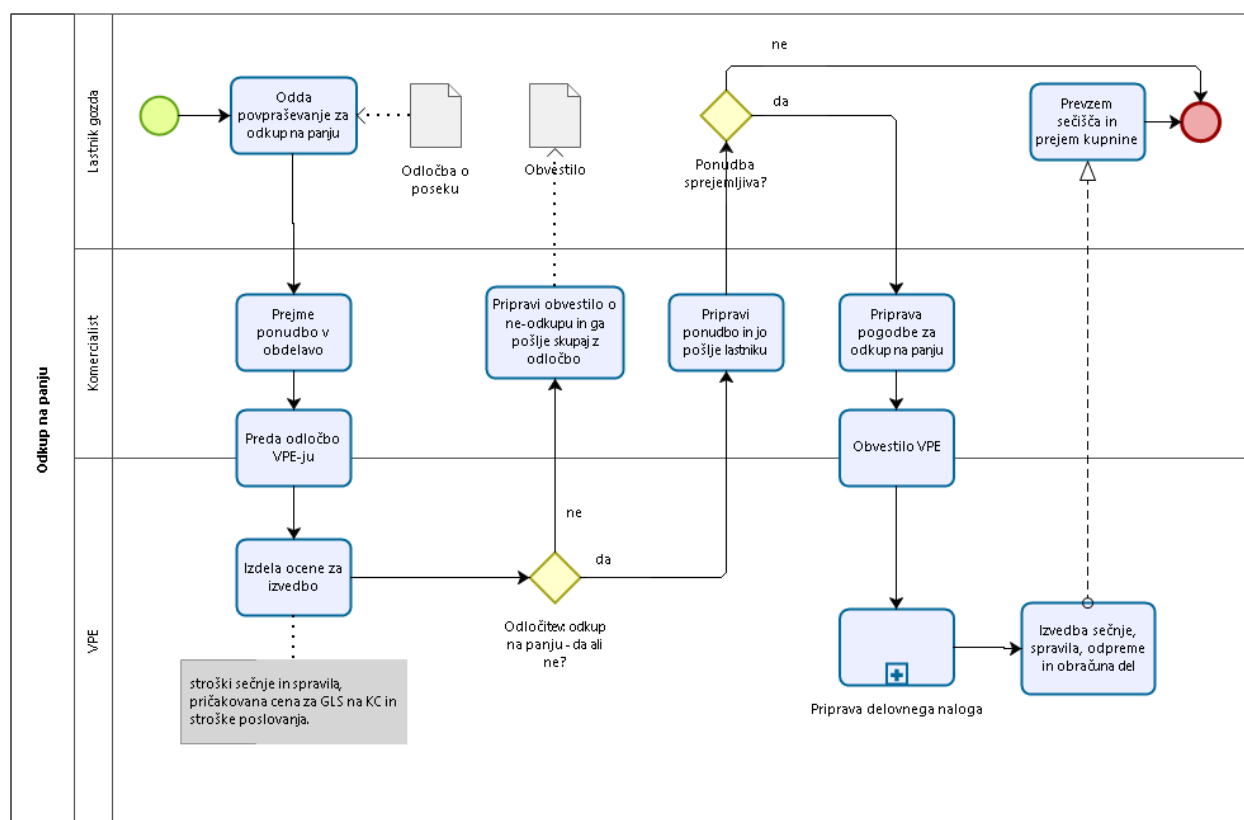 Odkup na panju
Lastnik gozda
Odda
povpraševanje za
odkup na panju
Odločba o
poseku
Obvestilo
Ponudba
sprejemljiva?
ne
da
Prevzem
sečišča in
prejem kupnine
Komercialist
Prejme
ponudbo v
obdelavo
Preda odločbo
VPE-ju
Pripravi obvestilo o
ne-odkupu in ga
pošlje skupaj z
odločbo
Pripravi
ponudbo in jo
pošlje lastniku
Priprava
pogodbe za
odkup na panju
Obvestilo VPE
VPE
Izdela ocene za
izvedbo
stroški sečnje in spravila,
pričakovana cena za GLS na KC in
stroške poslovanja.
ne
da
Odločitev: odkup
na panju - da ali
ne?
Priprava delovnega naloga
Izvedba sečnje,
spravila, odpreme
in obračuna del